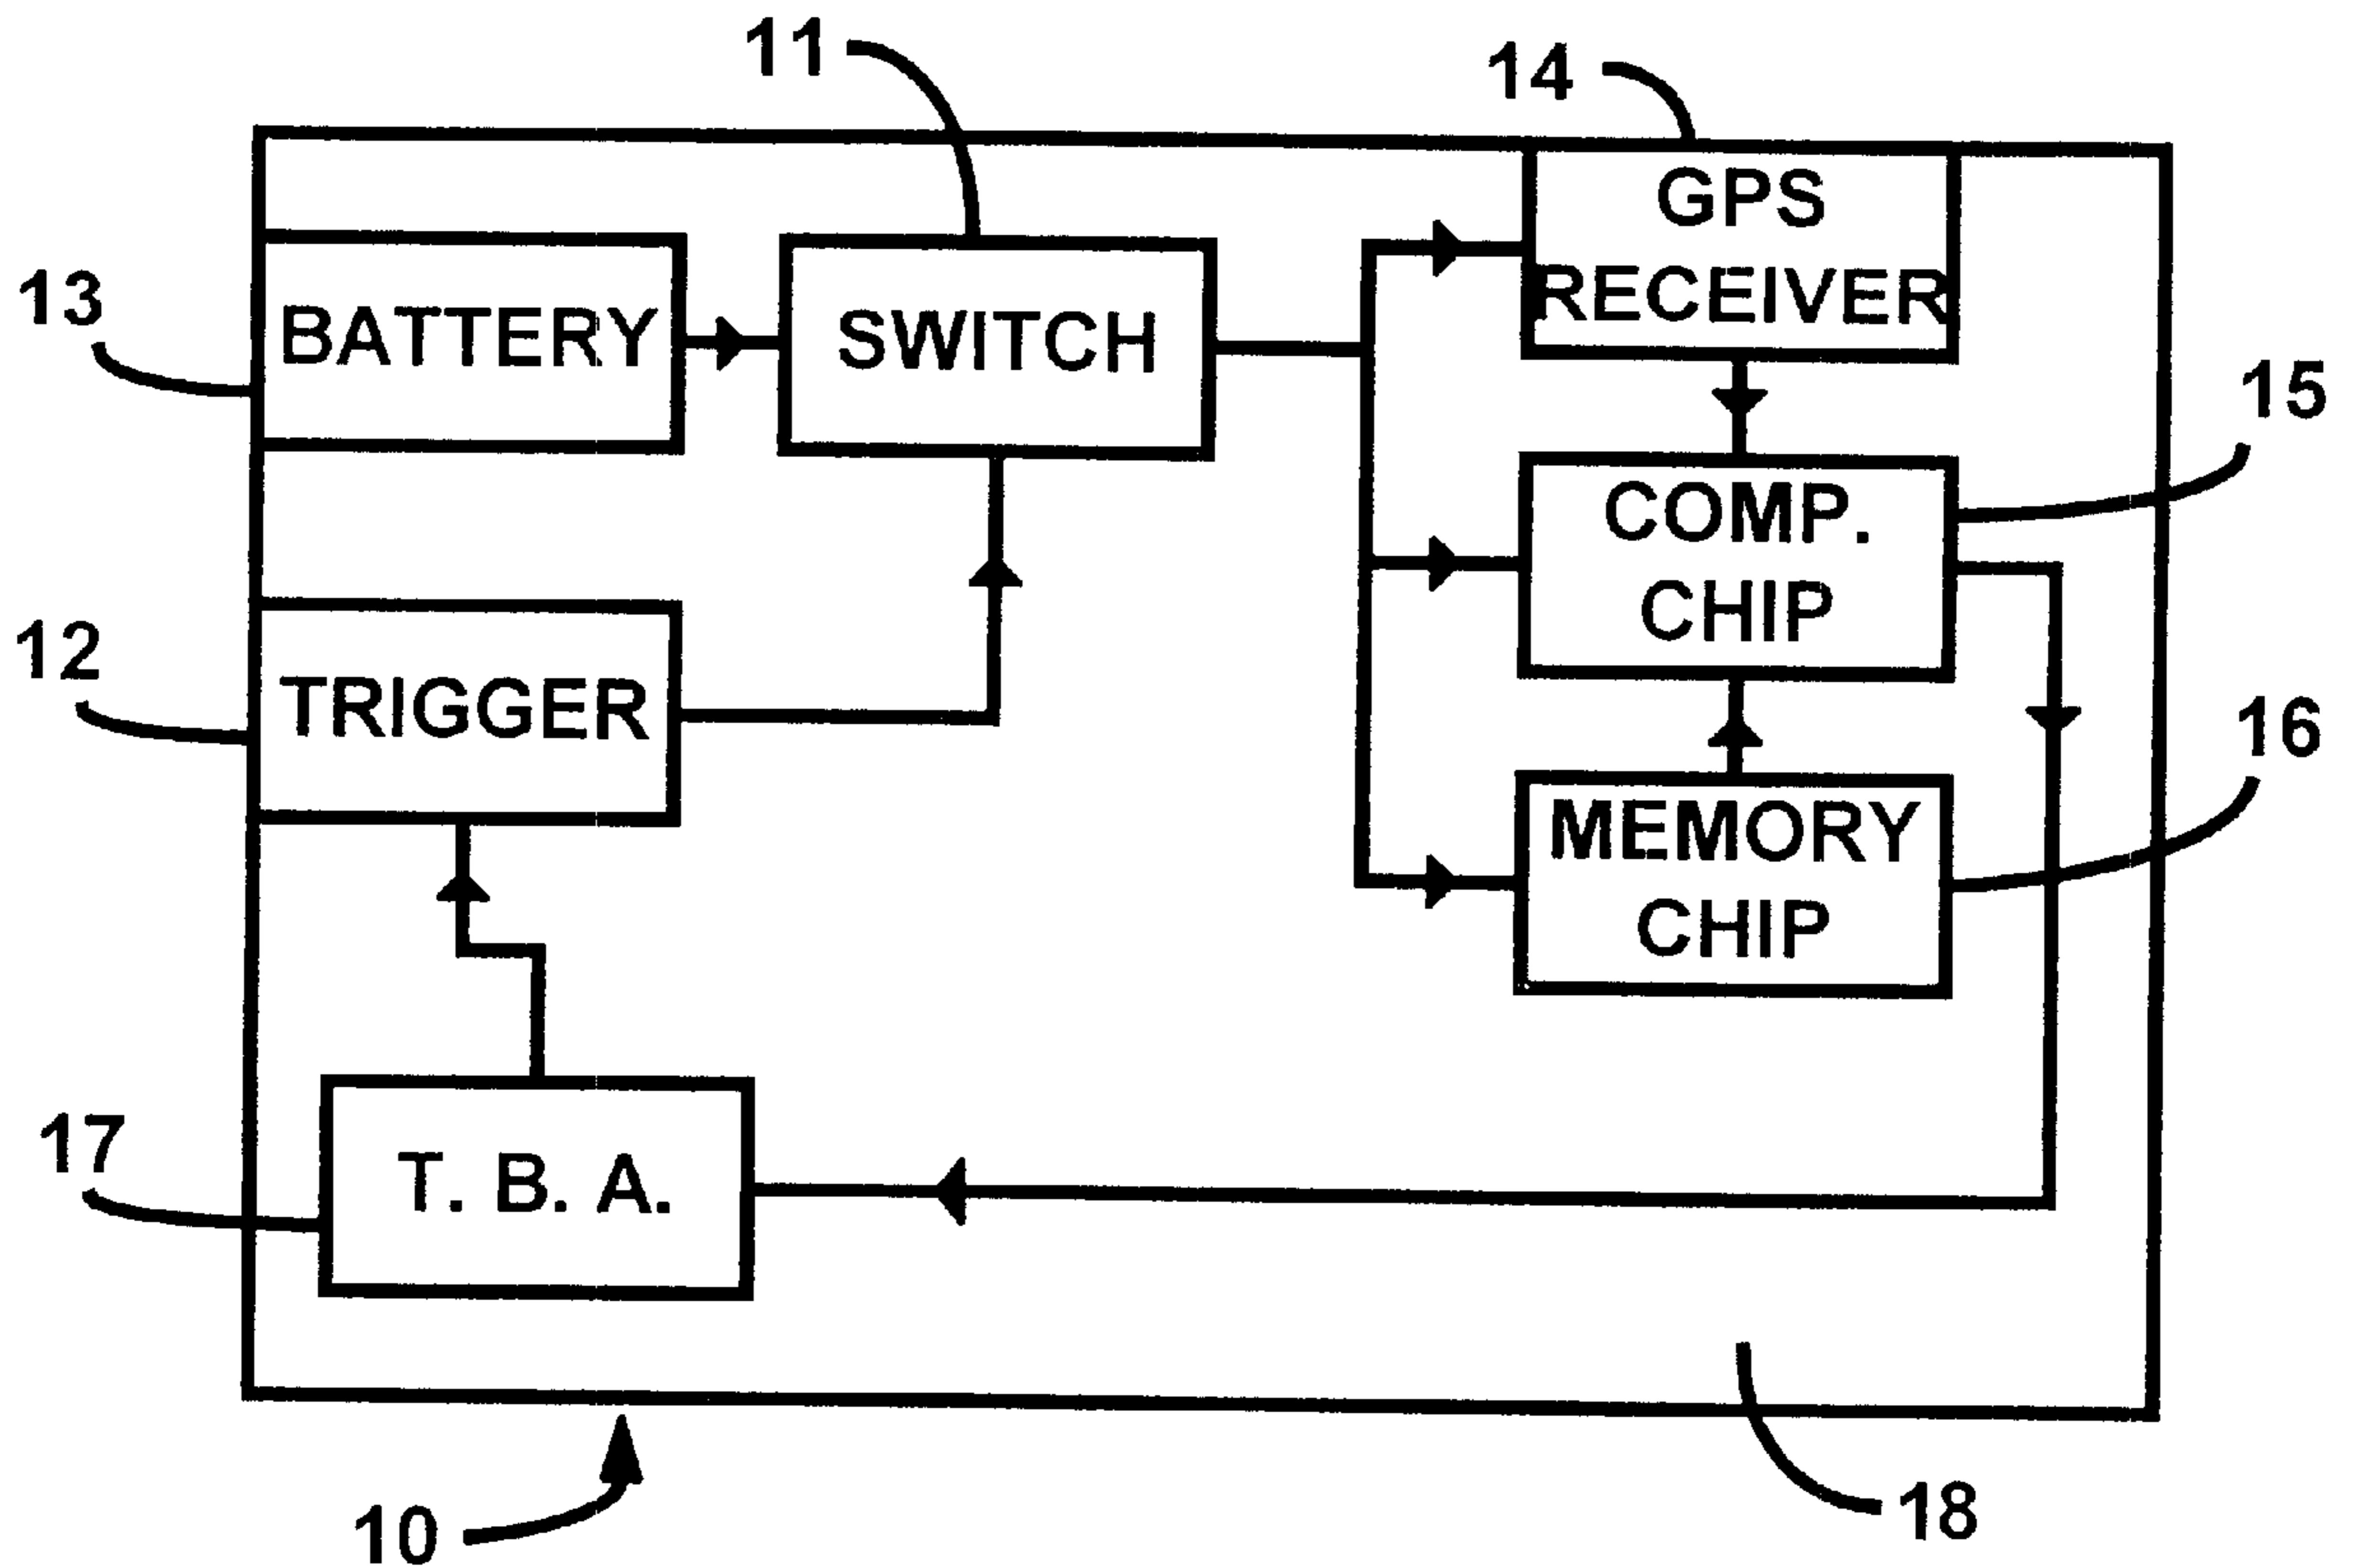 11
14
GPS
RECEIVER
13
BATTERY
SWITCH
15
COMP.
CHIP
12
TRIGGER
16
MEMORY
CHIP
17
T. B. A.
10
18